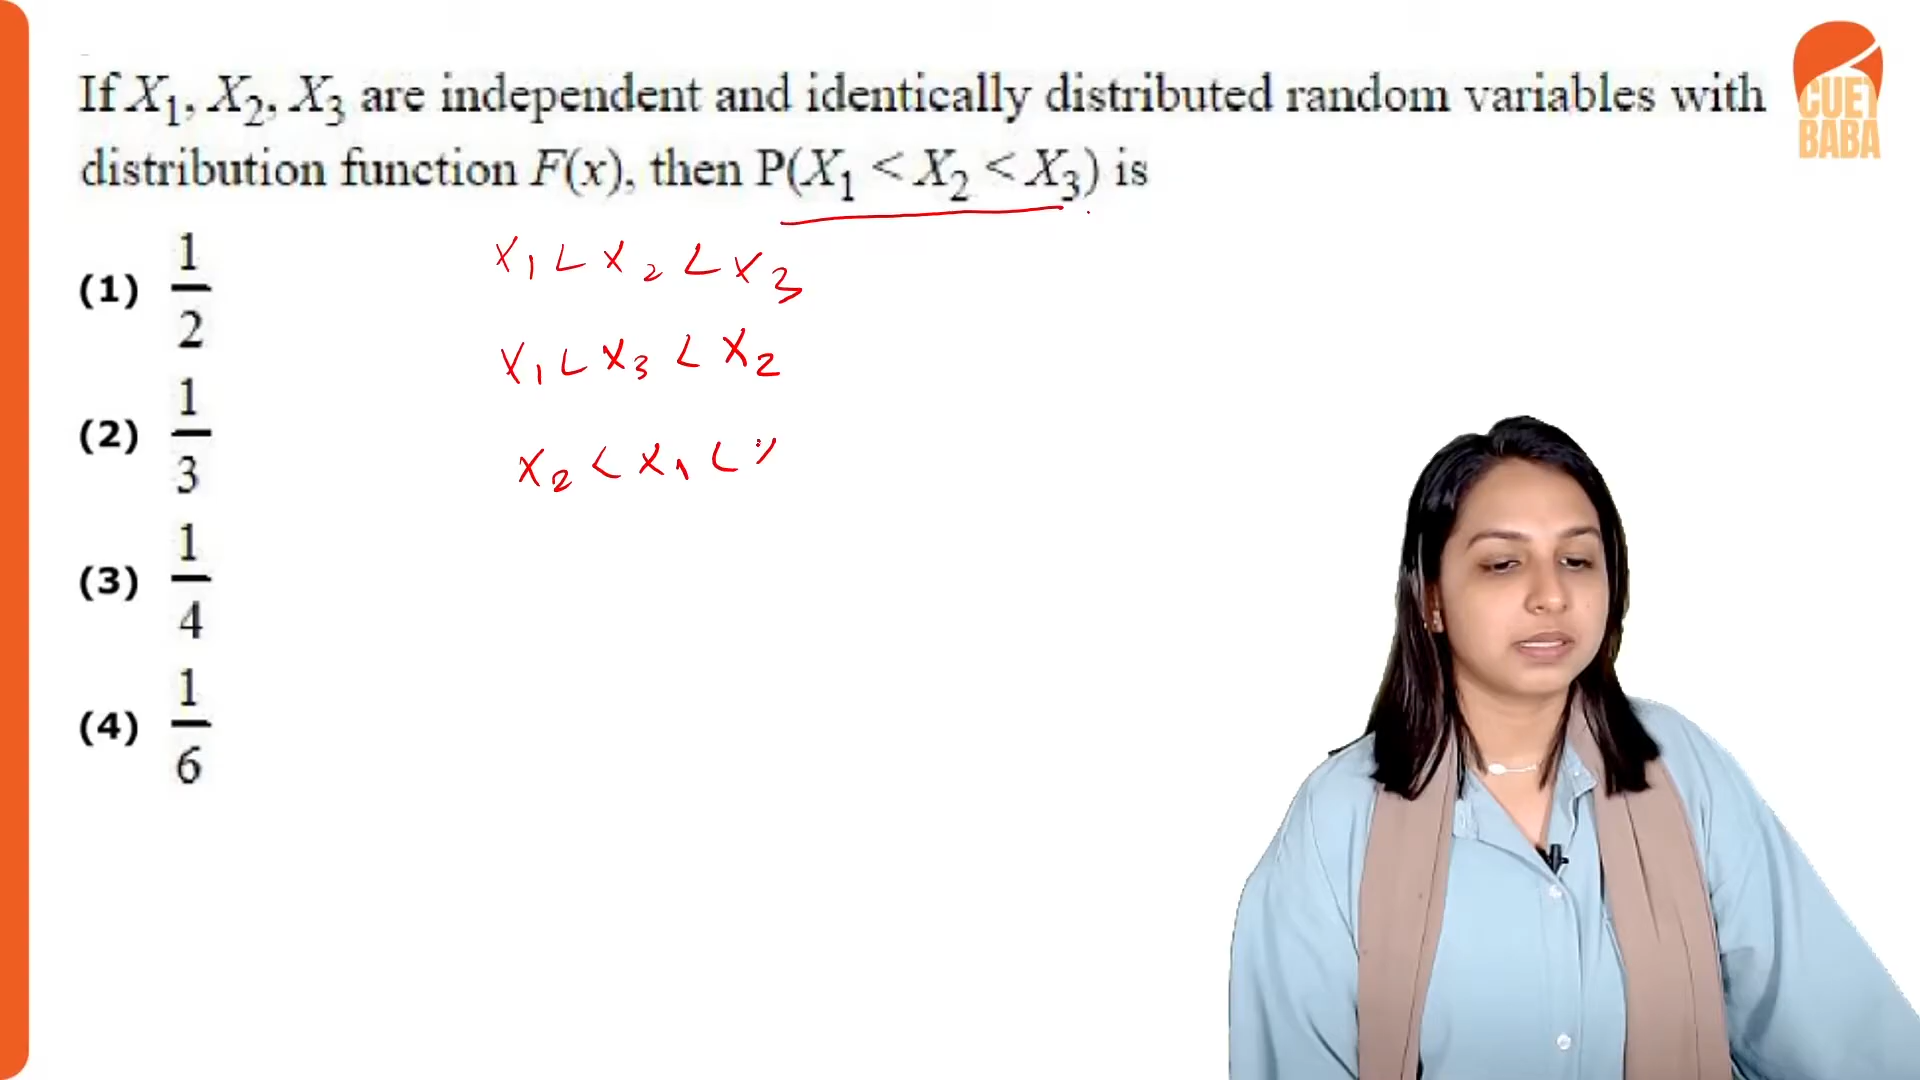 If X₁, X₂, X₃ are independent and identically distributed random variables with
distribution function F(x), then P(X₁ < X₂ < X₃) is
(1) 1/2
(2) 1/3
(3) 1/4
(4) 1/6
x₁ < x₂ < x₃
x₁ < x₃ < x₂
x₂ < x₁ <
CUET
BABA